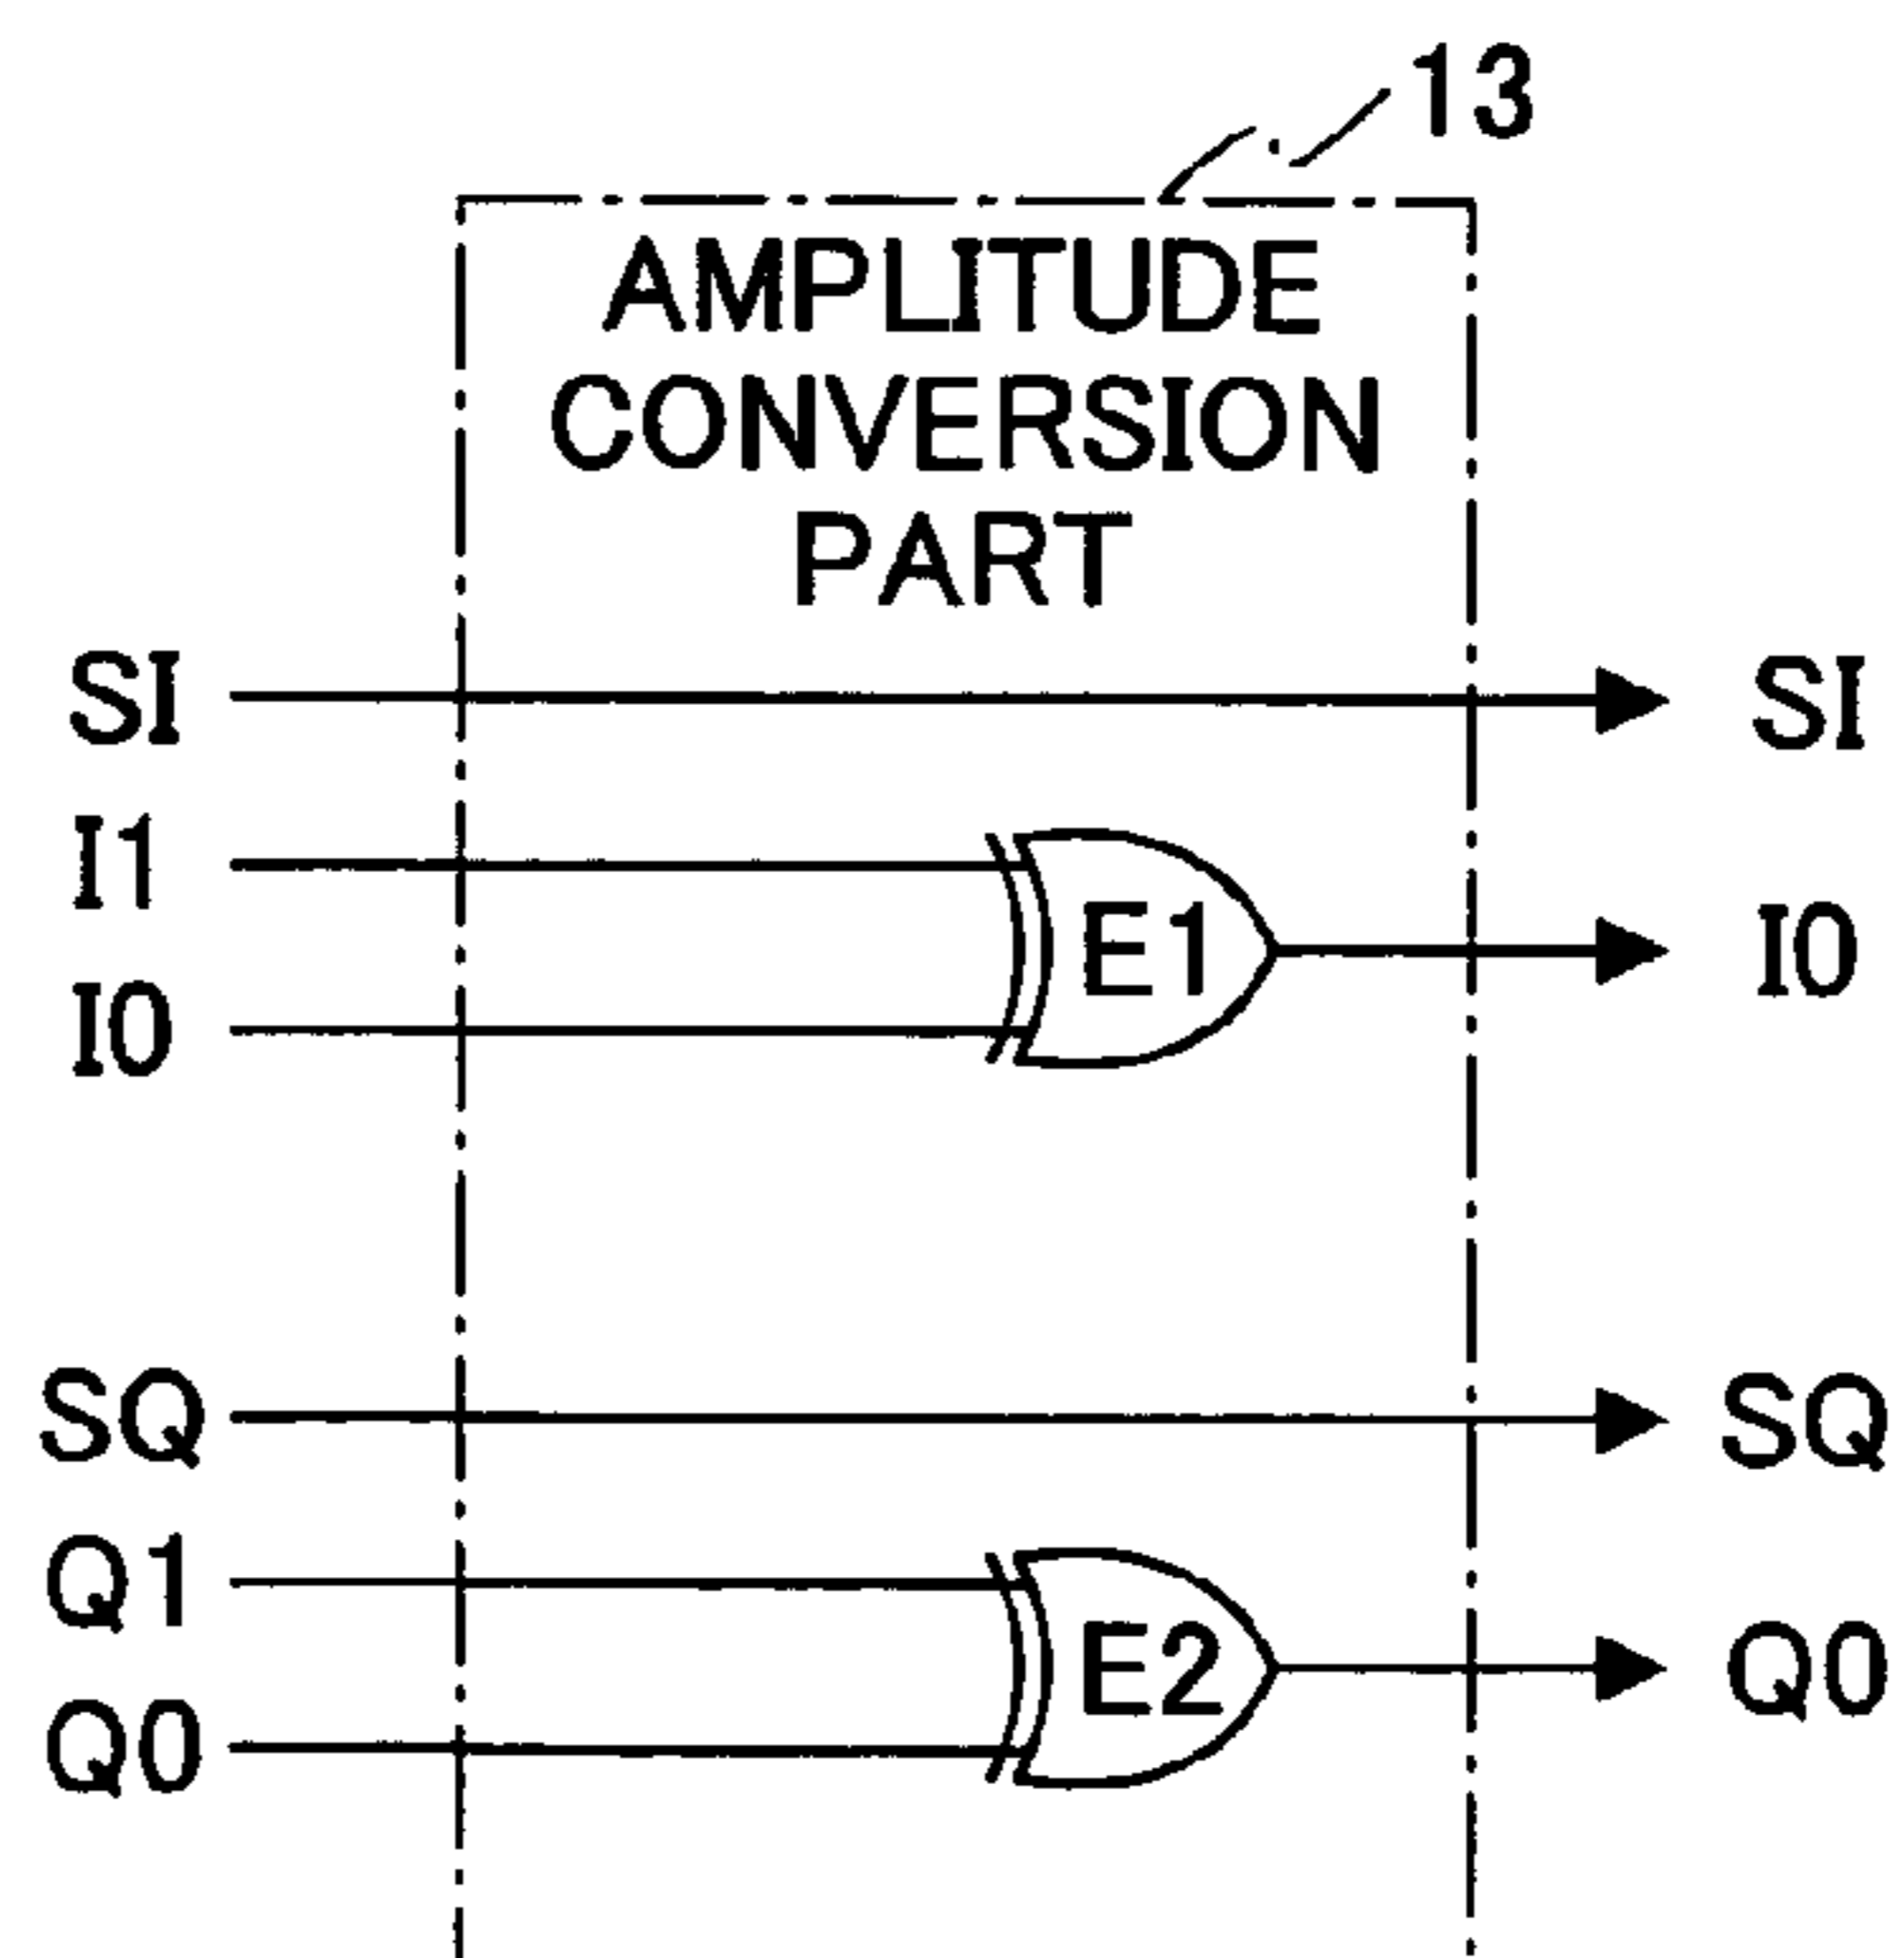 13
AMPLITUDE
CONVERSION
PART
SI SI
I1
E1 I0
I0
SQ SQ
Q1
E2 Q0
Q0